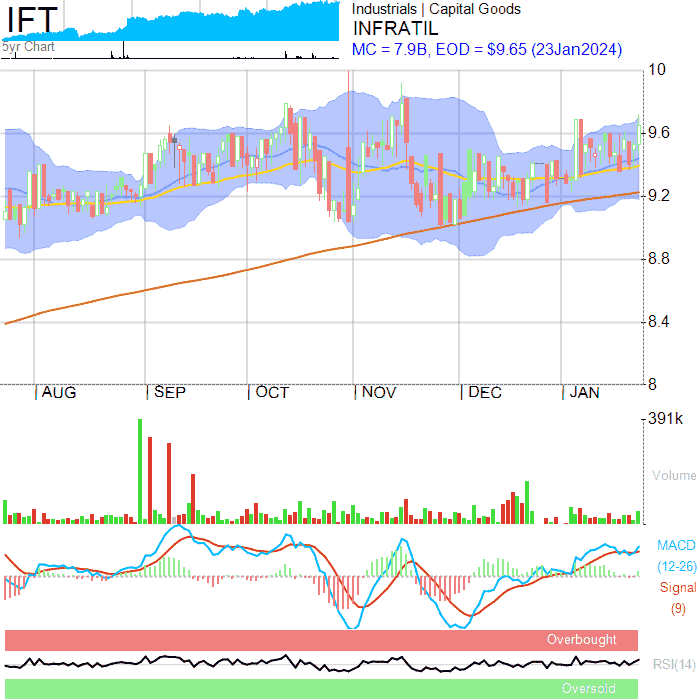 IFT
5yr Chart
Industrials | Capital Goods
INFRATIL
MC = 7.9B, EOD = $9.65 (23Jan2024)
10
9.6
9.2
8.8
8.4
8
AUG SEP OCT NOV DEC JAN
391k
Volume
MACD
(12-26)
Signal
(9)
Overbought
RSI(14)
Oversold